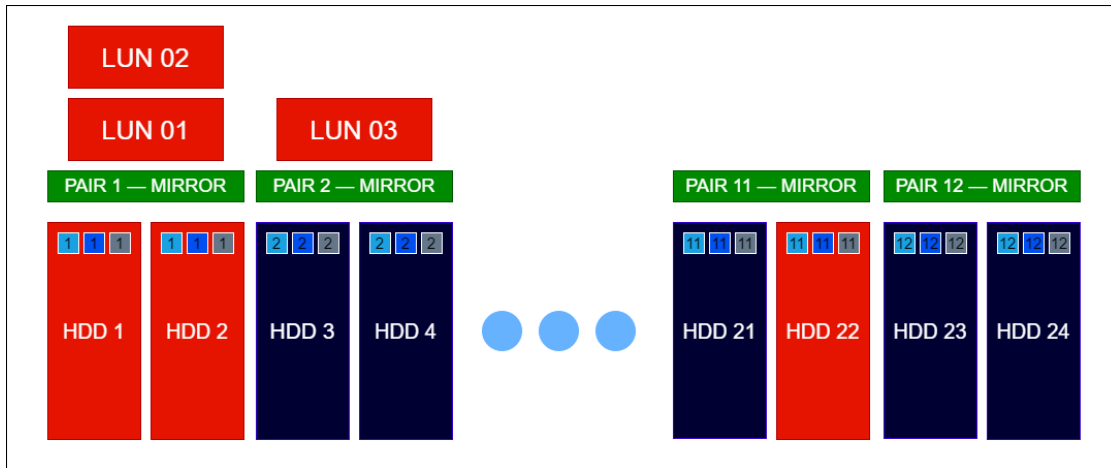 LUN 02
LUN 01 LUN 03
PAIR 1 — MIRROR PAIR 2 — MIRROR PAIR 11 — MIRROR PAIR 12 — MIRROR
1 1 1 1 1 1 2 2 2 2 2 2 11 11 11 11 11 11 12 12 12 12 12 12
HDD 1 HDD 2 HDD 3 HDD 4 HDD 21 HDD 22 HDD 23 HDD 24